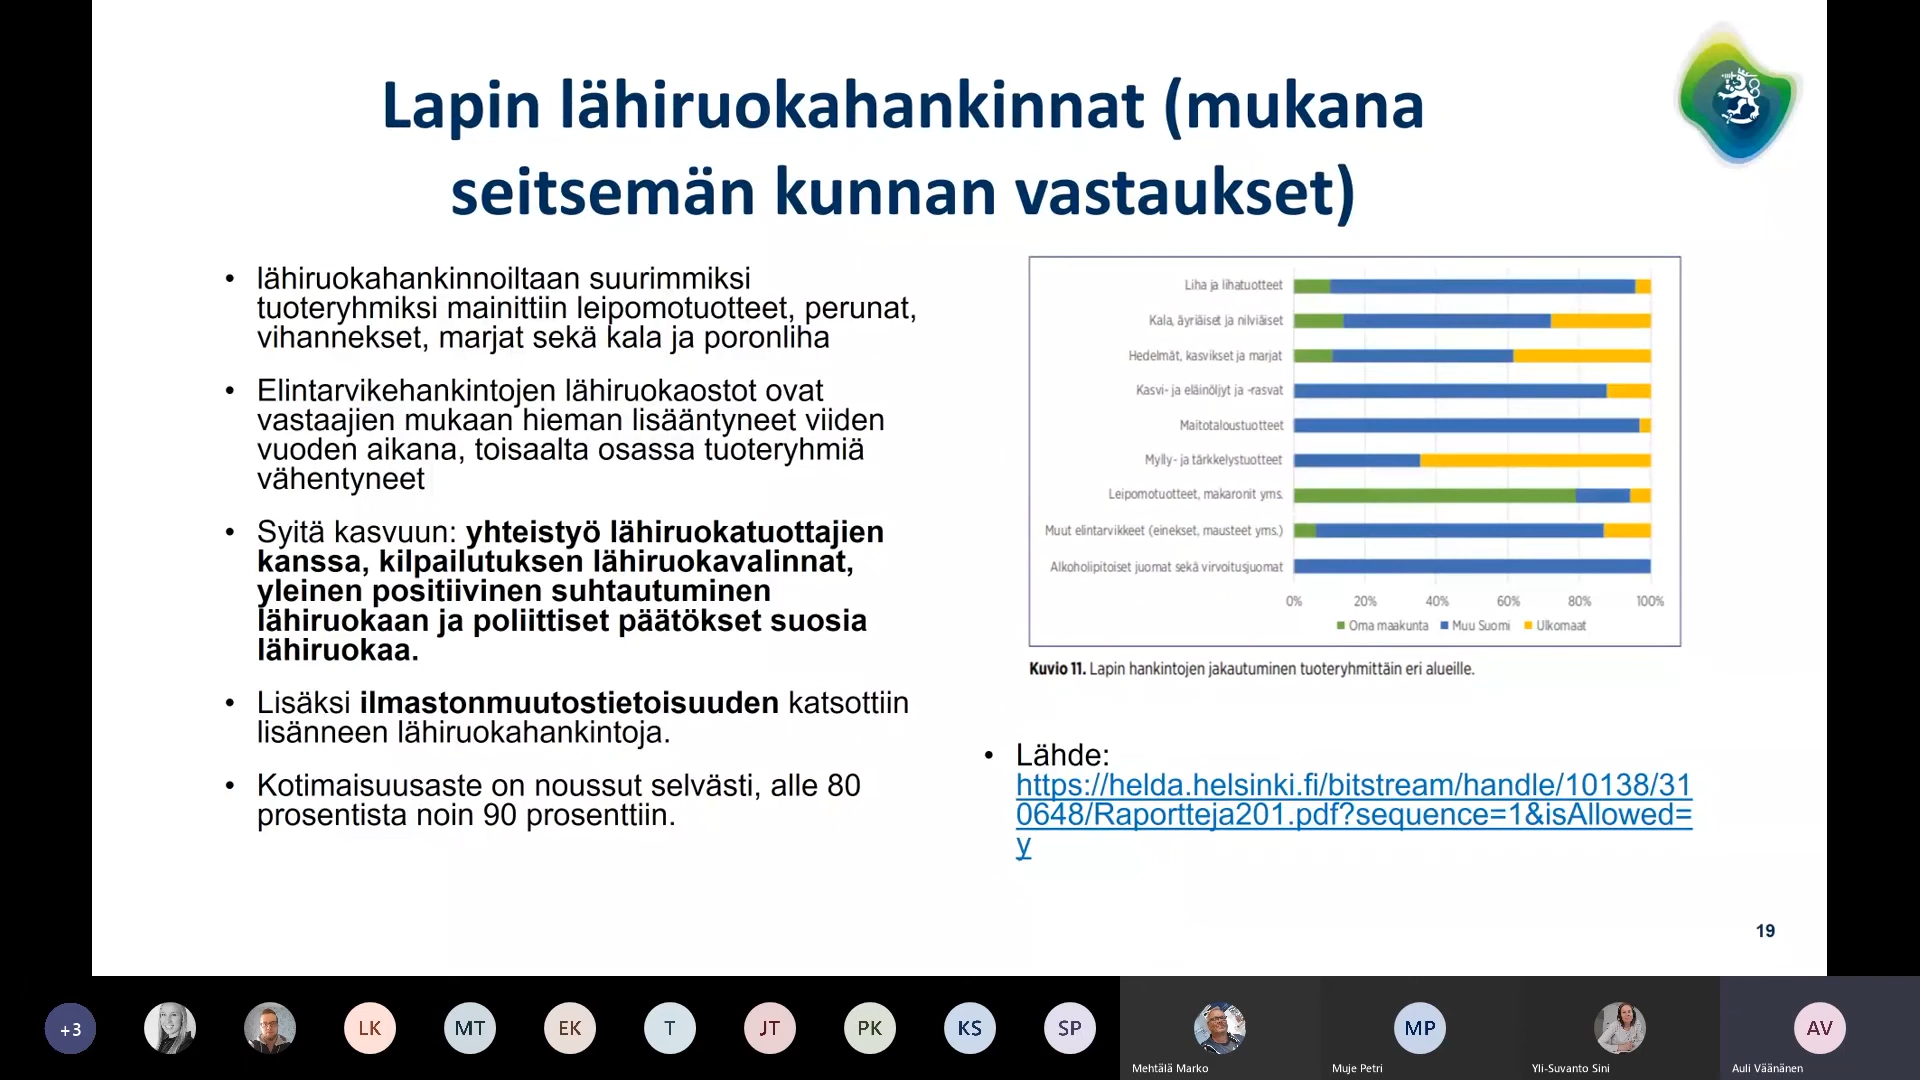 Lapin lähiruokahankinnat (mukana
seitsemän kunnan vastaukset)
• lähiruokahankinnoiltaan suurimmiksi
tuoteryhmiksi mainittiin leipomotuotteet, perunat,
vihannekset, marjat sekä kala ja poronliha
• Elintarvikehankintojen lähiruokaostot ovat
vastaajien mukaan hieman lisääntyneet viiden
vuoden aikana, toisaalta osassa tuoteryhmiä
vähentyneet
• Syitä kasvuun: yhteistyö lähiruokatuottajien
kanssa, kilpailutuksen lähiruokavalinnat,
yleinen positiivinen suhtautuminen
lähiruokaan ja poliittiset päätökset suosia
lähiruokaa.
• Lisäksi ilmastonmuutostietoisuuden katsottiin
lisänneen lähiruokahankintoja.
• Kotimaisuusaste on noussut selvästi, alle 80
prosentista noin 90 prosenttiin.
Liha ja lihatuotteet
Kala, äyriäiset ja nilviäiset
Hedelmät, kasvikset ja marjat
Kasvi- ja eläinöljyt ja -rasvat
Maitotaloustuotteet
Mylly- ja tärkkelystuotteet
Leipomotuotteet, makaronit yms.
Muut elintarvikkeet (einekset, mausteet yms.)
Alkoholipitoiset juomat sekä virvoitusjuomat
0% 20% 40% 60% 80% 100%
Oma maakunta Muu Suomi Ulkomaat
Kuvio 11. Lapin hankintojen jakautuminen tuoteryhmittäin eri alueille.
• Lähde:
https://helda.helsinki.fi/bitstream/handle/10138/31
0648/Raportteja201.pdf?sequence=1&isAllowed=
y
19
+3 LK MT EK T JT PK KS SP MP AV
Mehtälä Marko Muje Petri Yli-Suvanto Sini Auli Väänänen